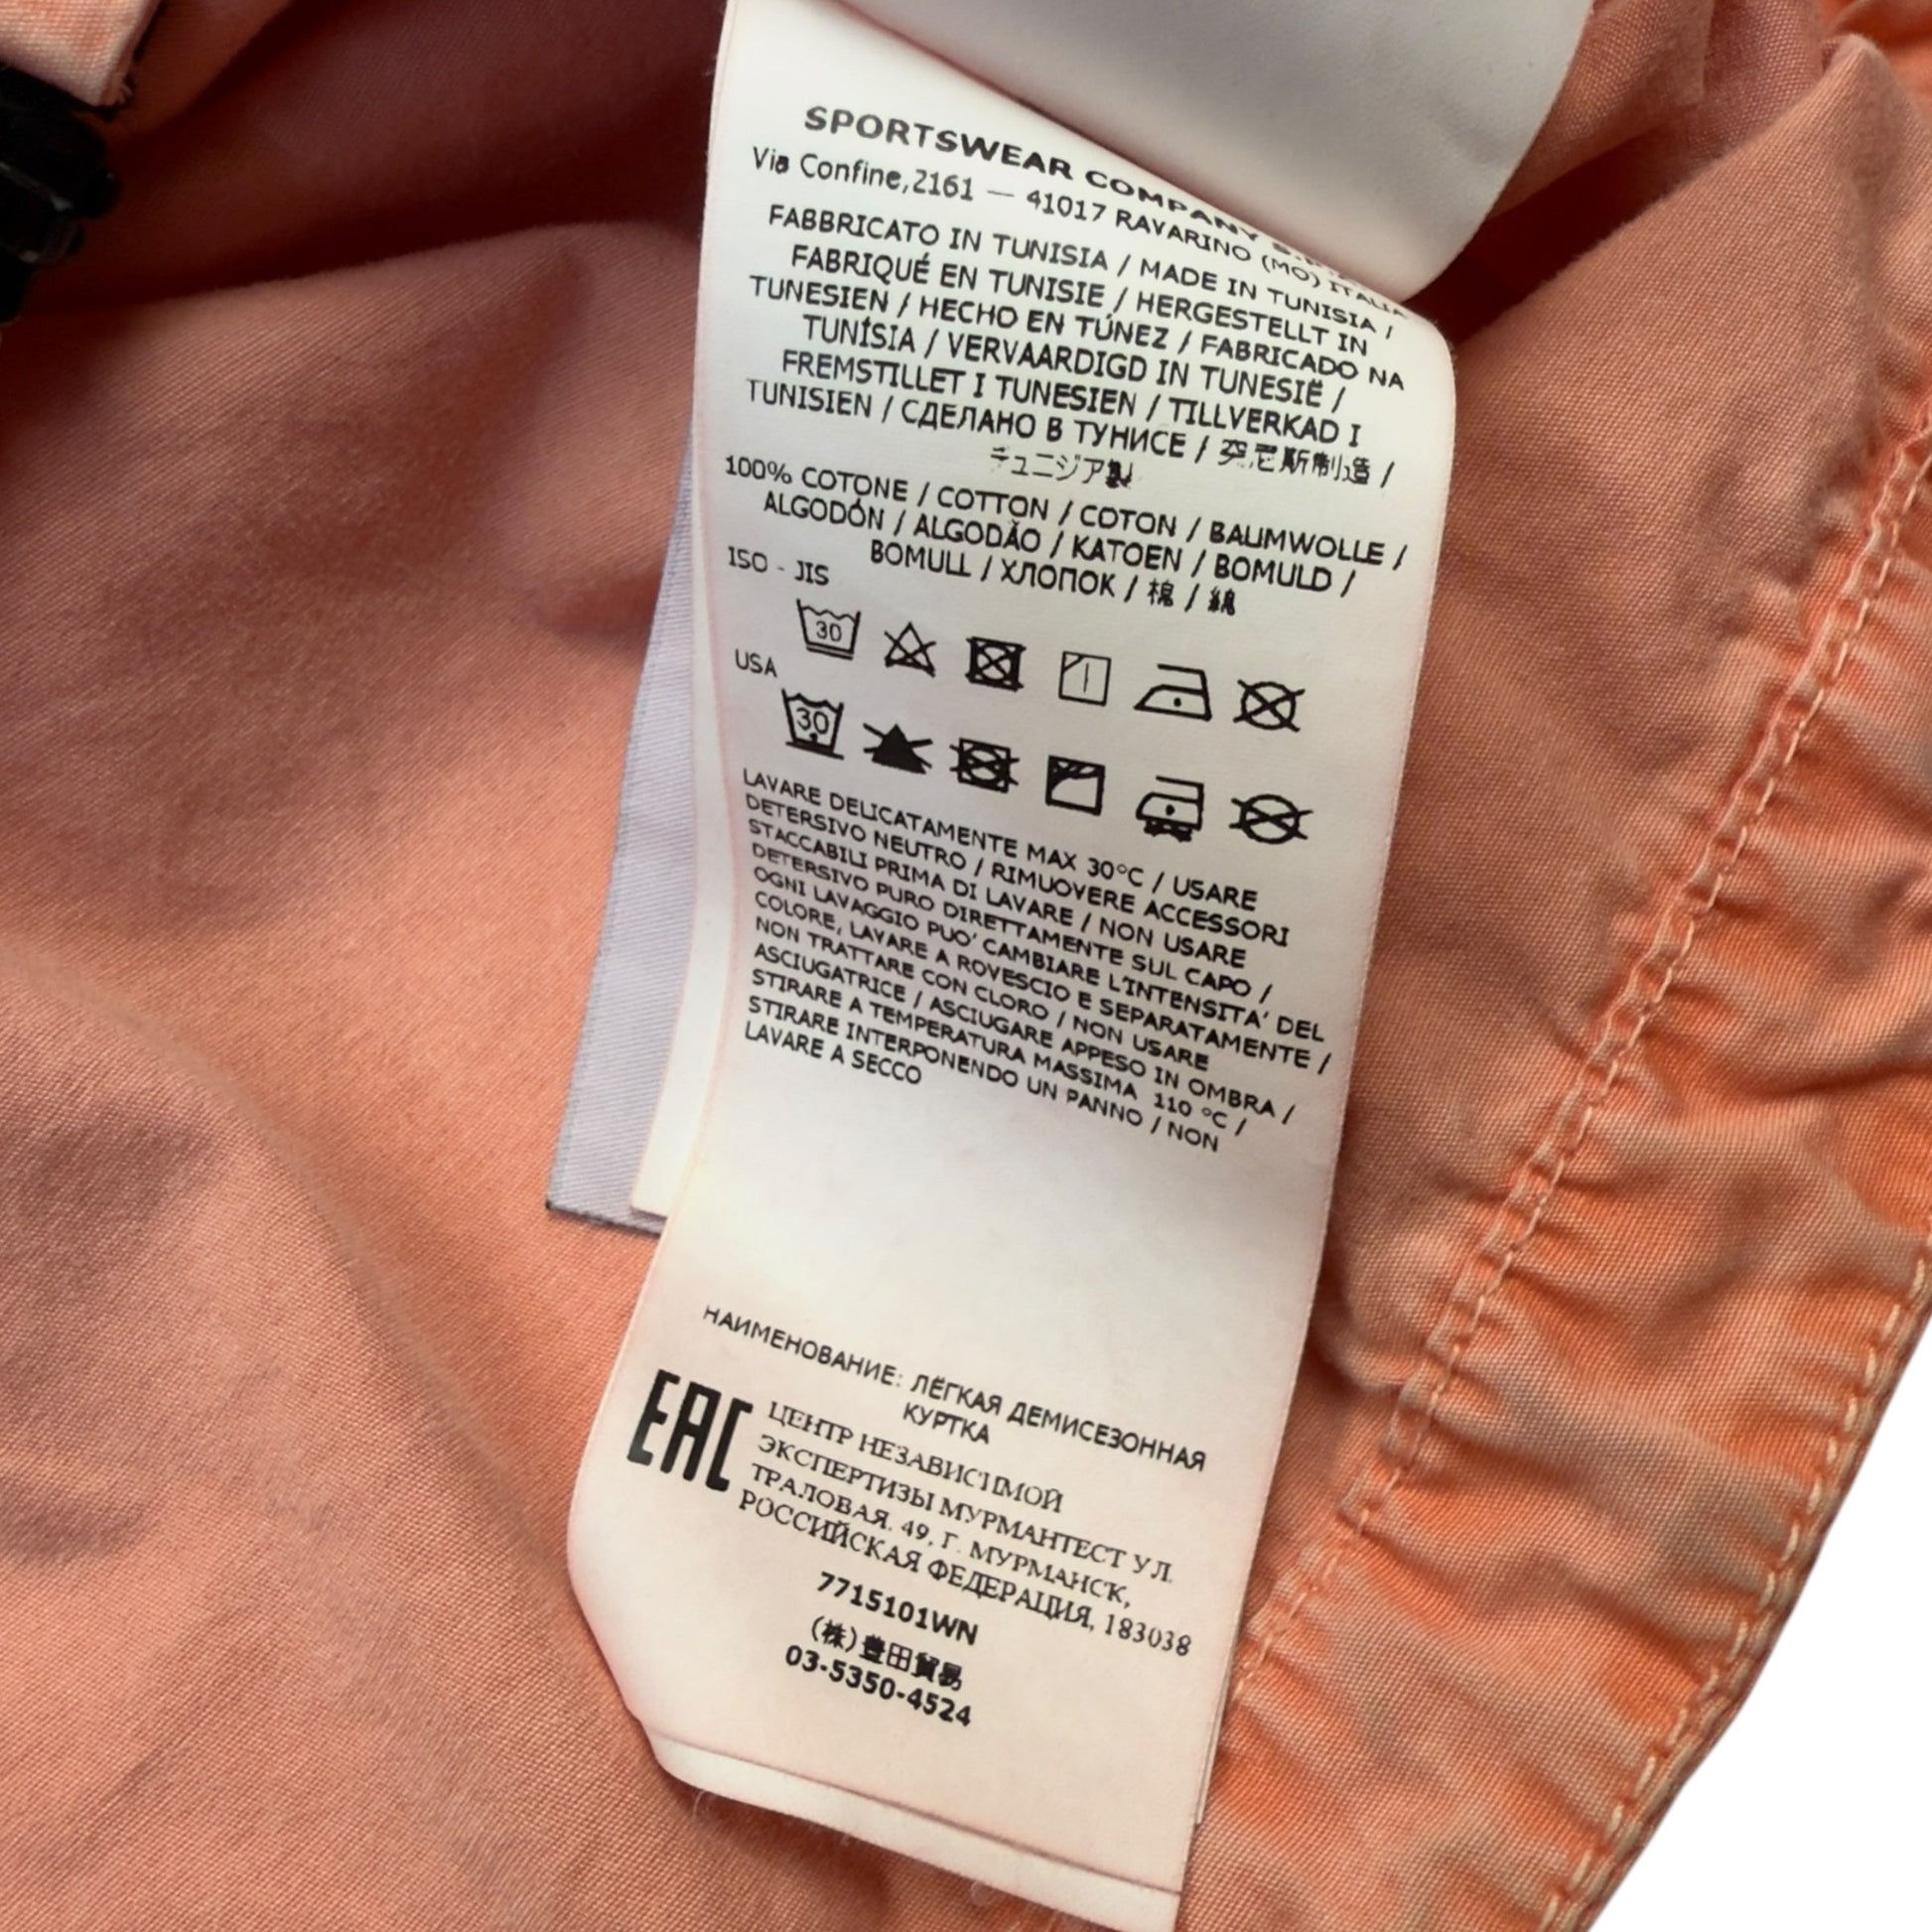 SPORTSWEAR COMPANY
Via Confine,2161 — 41017 RAVARINO (MO) ITALIA
FABBRICATO IN TUNISIA / MADE IN TUNISIA /
FABRIQUÉ EN TUNISIE / HERGESTELLT IN
TUNESIEN / HECHO EN TÚNEZ / FABRICADO NA
TUNÍSIA / VERVAARDIGD IN TUNESIË /
FREMSTILLET I TUNESIEN / TILLVERKAD I
TUNISIEN / СДЕЛАНО В ТУНИСЕ / 突尼斯制造 /
チュニジア製
100% COTONE / COTTON / COTON / BAUMWOLLE /
ALGODÓN / ALGODÃO / KATOEN / BOMULD /
BOMULL / ХЛОПОК / 棉 / 綿
ISO - JIS
30
USA
30
LAVARE DELICATAMENTE MAX 30°C / USARE
DETERSIVO NEUTRO / RIMUOVERE ACCESSORI
STACCABILI PRIMA DI LAVARE / NON USARE
DETERSIVO PURO DIRETTAMENTE SUL CAPO /
OGNI LAVAGGIO PUO' CAMBIARE L'INTENSITA' DEL
COLORE, LAVARE A ROVESCIO E SEPARATAMENTE /
NON TRATTARE CON CLORO / NON USARE
ASCIUGATRICE / ASCIUGARE APPESO IN OMBRA /
STIRARE A TEMPERATURA MASSIMA 110 °C /
STIRARE INTERPONENDO UN PANNO / NON
LAVARE A SECCO
НАИМЕНОВАНИЕ: ЛЁГКАЯ ДЕМИСЕЗОННАЯ
КУРТКА
EAC
ЦЕНТР НЕЗАВИСИМОЙ
ЭКСПЕРТИЗЫ МУРМАНТЕСТ УЛ.
ТРАЛОВАЯ. 49, Г. МУРМАНСК,
РОССИЙСКАЯ ФЕДЕРАЦИЯ, 183038
7715101WN
(株)豊田貿易
03-5350-4524